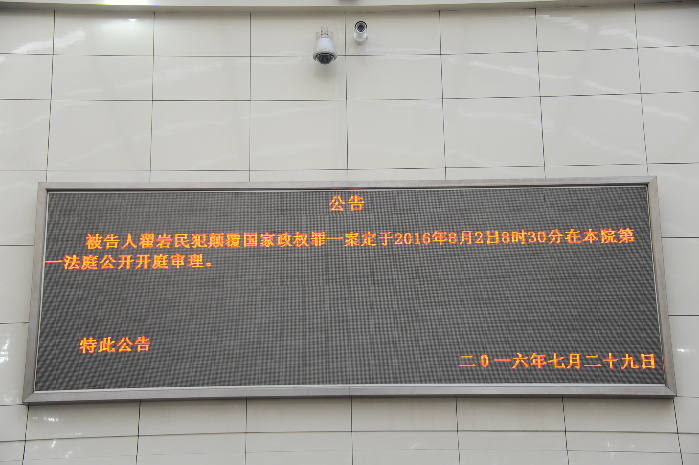 公告
被告人翟岩民犯颠覆国家政权罪一案定于2016年8月2日8时30分在本院第
一法庭公开开庭审理。
特此公告
二0一六年七月二十九日